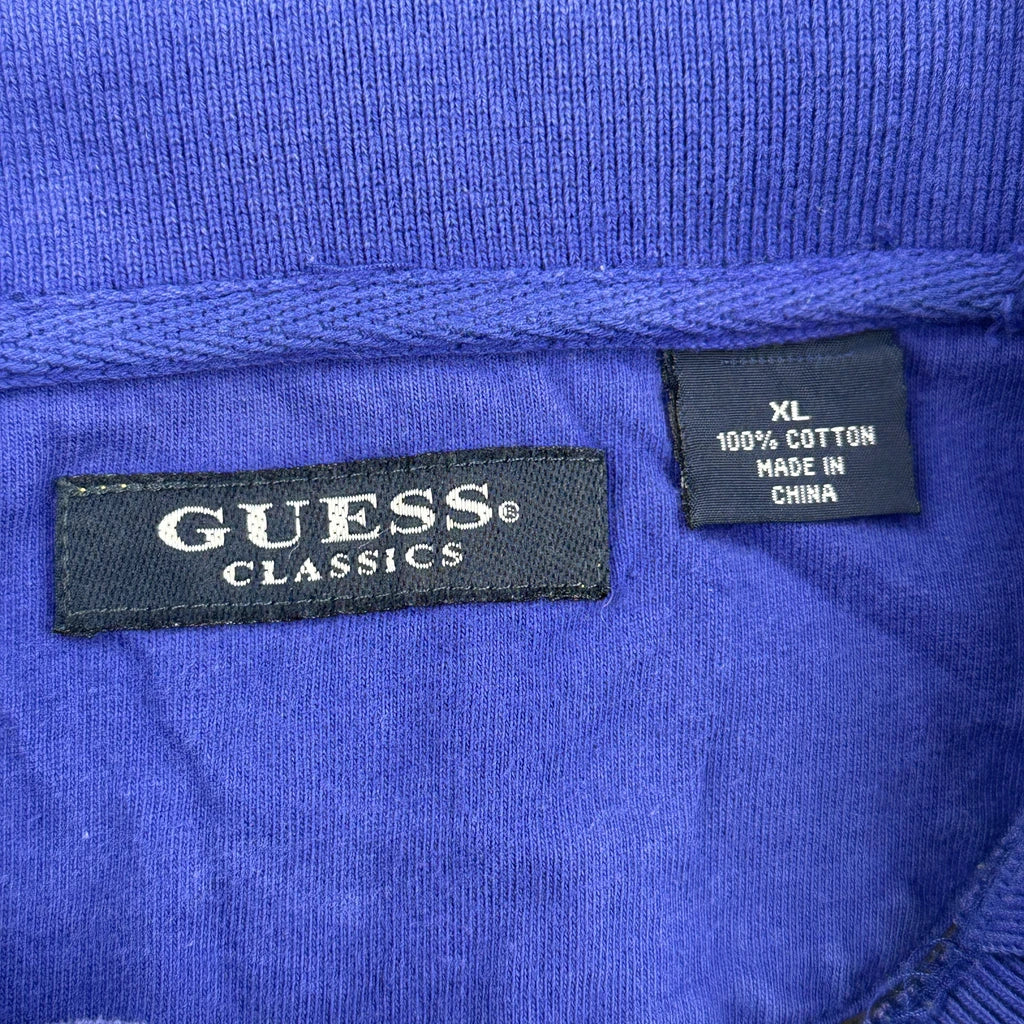 GUESS®
CLASSICS
XL
100% COTTON
MADE IN
CHINA